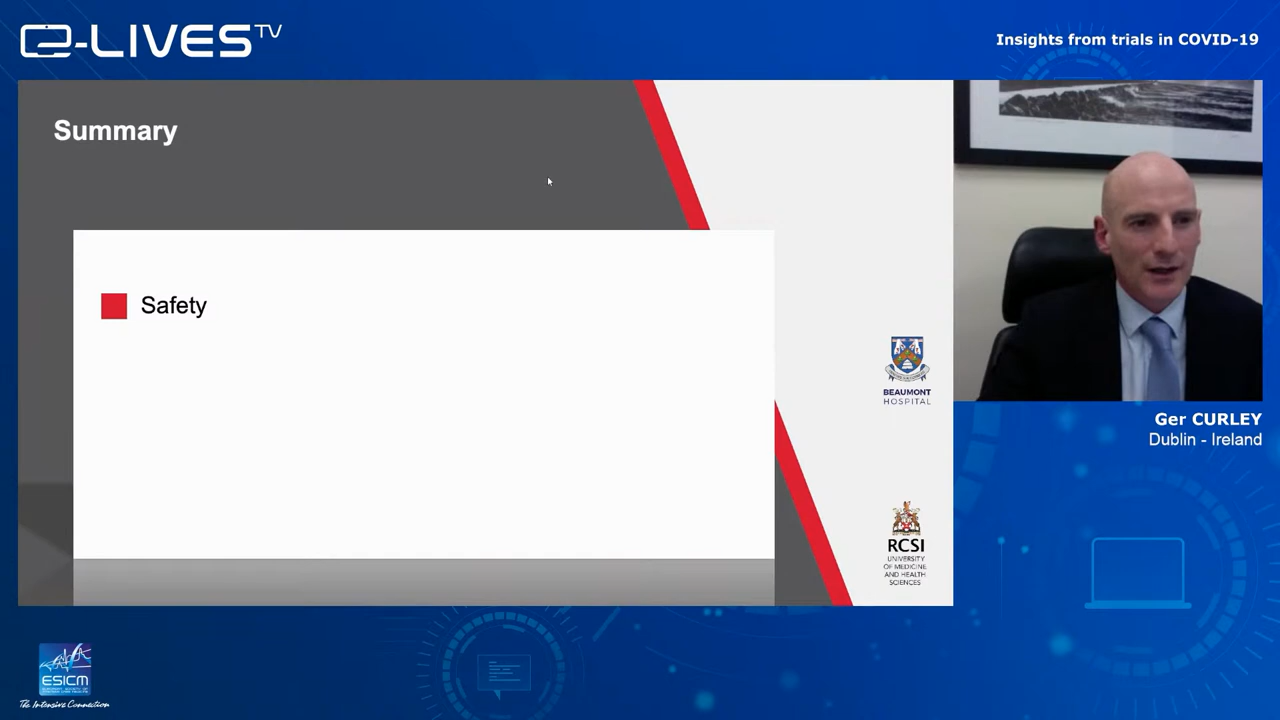 e-LIVES TV
Insights from trials in COVID-19
Summary
Safety
BEAUMONT
HOSPITAL
RCSI
UNIVERSITY
OF MEDICINE
AND HEALTH
SCIENCES
Ger CURLEY
Dublin - Ireland
ESICM
The Intensive Connection